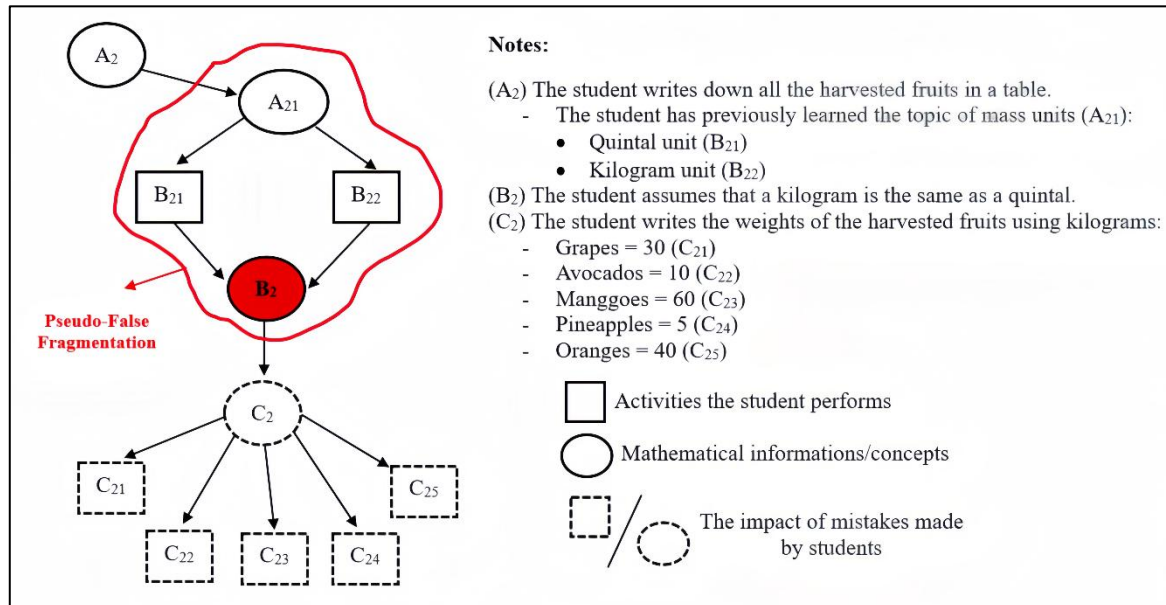 A₂
A₂₁
B₂₁
B₂₂
B₂
Pseudo-False
Fragmentation
C₂
C₂₁
C₂₂
C₂₃
C₂₄
C₂₅
Notes:
(A₂) The student writes down all the harvested fruits in a table.
- The student has previously learned the topic of mass units (A₂₁):
• Quintal unit (B₂₁)
• Kilogram unit (B₂₂)
(B₂) The student assumes that a kilogram is the same as a quintal.
(C₂) The student writes the weights of the harvested fruits using kilograms:
- Grapes = 30 (C₂₁)
- Avocados = 10 (C₂₂)
- Manggoes = 60 (C₂₃)
- Pineapples = 5 (C₂₄)
- Oranges = 40 (C₂₅)
Activities the student performs
Mathematical informations/concepts
The impact of mistakes made
by students